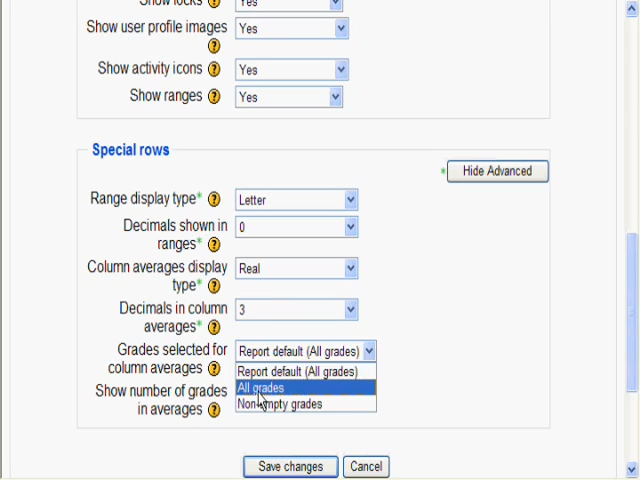 Show locks Yes
Show user profile images Yes
Show activity icons Yes
Show ranges Yes
Special rows
* Hide Advanced
Range display type* Letter
Decimals shown in ranges* 0
Column averages display type* Real
Decimals in column averages* 3
Grades selected for column averages Report default (All grades)
Report default (All grades)
All grades
Non-empty grades
Show number of grades in averages
Save changes Cancel